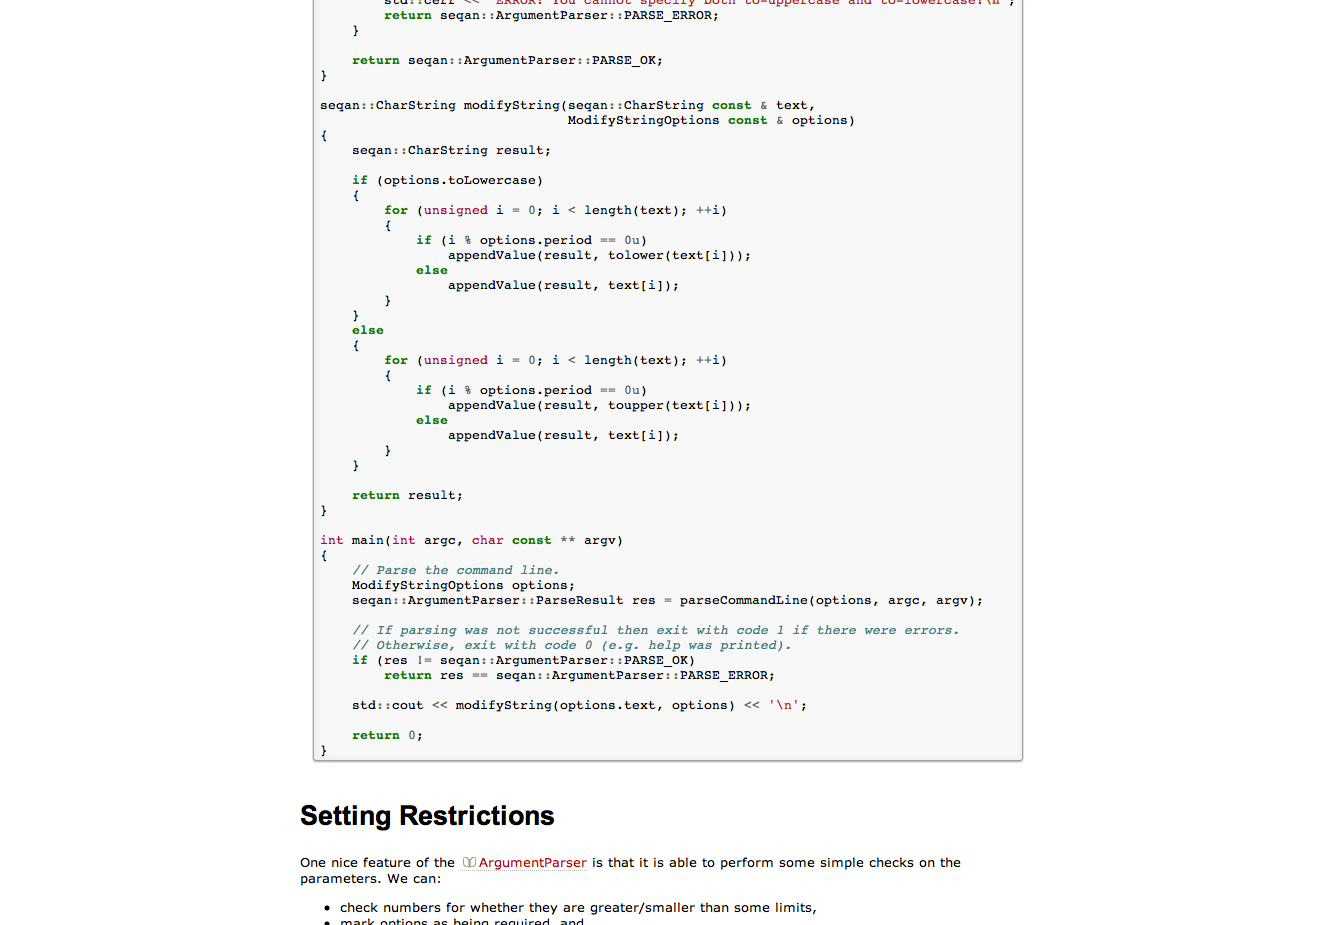 std::cerr << "ERROR: You cannot specify both to-uppercase and to-lowercase!\n";
return seqan::ArgumentParser::PARSE_ERROR;
}
return seqan::ArgumentParser::PARSE_OK;
}
seqan::CharString modifyString(seqan::CharString const & text,
ModifyStringOptions const & options)
{
seqan::CharString result;
if (options.toLowercase)
{
for (unsigned i = 0; i < length(text); ++i)
{
if (i % options.period == 0u)
appendValue(result, tolower(text[i]));
else
appendValue(result, text[i]);
}
}
else
{
for (unsigned i = 0; i < length(text); ++i)
{
if (i % options.period == 0u)
appendValue(result, toupper(text[i]));
else
appendValue(result, text[i]);
}
}
return result;
}
int main(int argc, char const ** argv)
{
// Parse the command line.
ModifyStringOptions options;
seqan::ArgumentParser::ParseResult res = parseCommandLine(options, argc, argv);
// If parsing was not successful then exit with code 1 if there were errors.
// Otherwise, exit with code 0 (e.g. help was printed).
if (res != seqan::ArgumentParser::PARSE_OK)
return res == seqan::ArgumentParser::PARSE_ERROR;
std::cout << modifyString(options.text, options) << '\n';
return 0;
}
Setting Restrictions
One nice feature of the ArgumentParser is that it is able to perform some simple checks on the
parameters. We can:
• check numbers for whether they are greater/smaller than some limits,
• mark options as being required, and